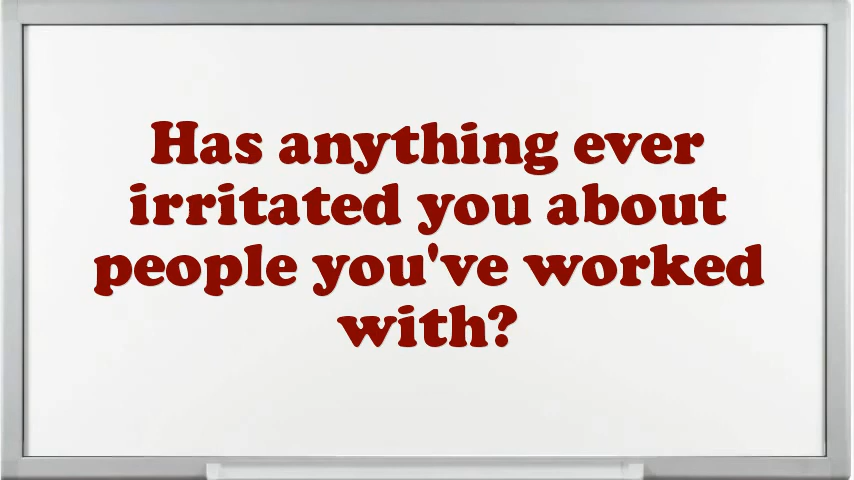 Has anything ever
irritated you about
people you've worked
with?